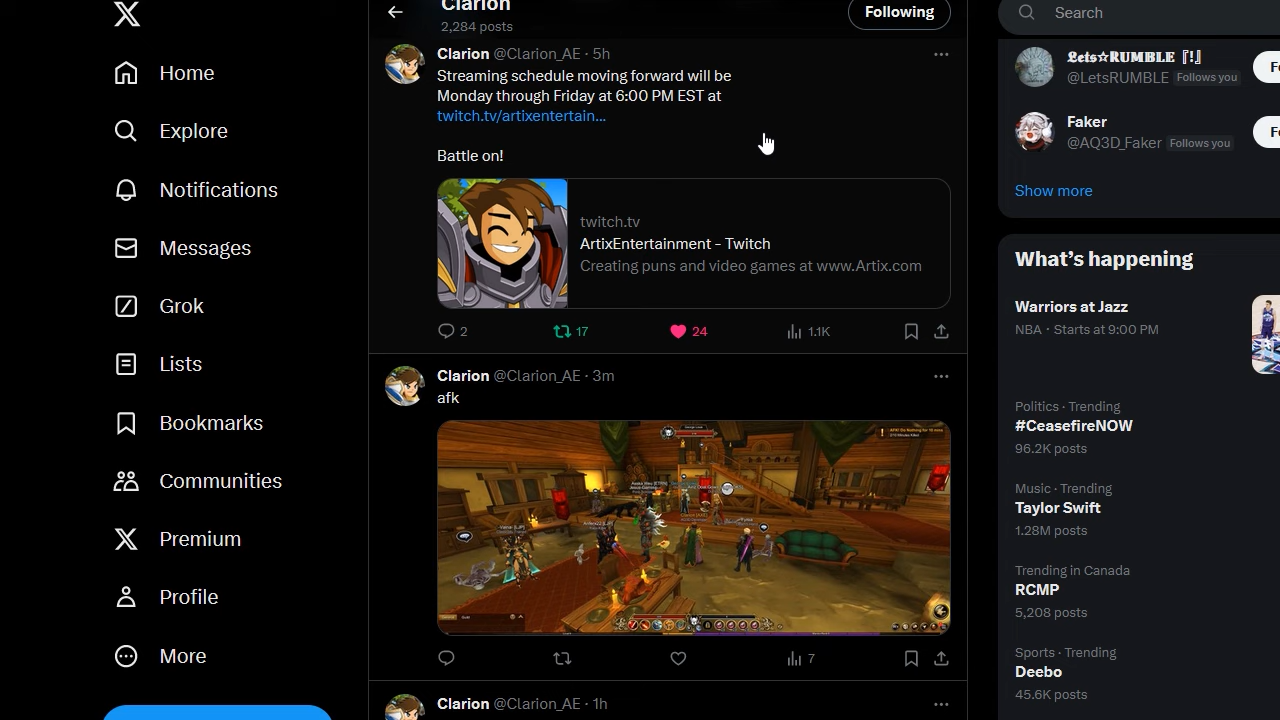 Home
Explore
Notifications
Messages
Grok
Lists
Bookmarks
Communities
Premium
Profile
More
Clarion
2,284 posts
Following
Clarion @Clarion_AE · 5h
Streaming schedule moving forward will be
Monday through Friday at 6:00 PM EST at
twitch.tv/artixentertain...
Battle on!
twitch.tv
ArtixEntertainment - Twitch
Creating puns and video games at www.Artix.com
2
17
24
1.1K
Clarion @Clarion_AE · 3m
afk
7
Clarion @Clarion_AE · 1h
Search
𝕷𝖊𝖙𝖘☆𝐑𝐔𝐌𝐁𝐋𝐄『!』
@LetsRUMBLE Follows you
Faker
@AQ3D_Faker Follows you
Show more
What's happening
Warriors at Jazz
NBA · Starts at 9:00 PM
Politics · Trending
#CeasefireNOW
96.2K posts
Music · Trending
Taylor Swift
1.28M posts
Trending in Canada
RCMP
5,208 posts
Sports · Trending
Deebo
45.6K posts